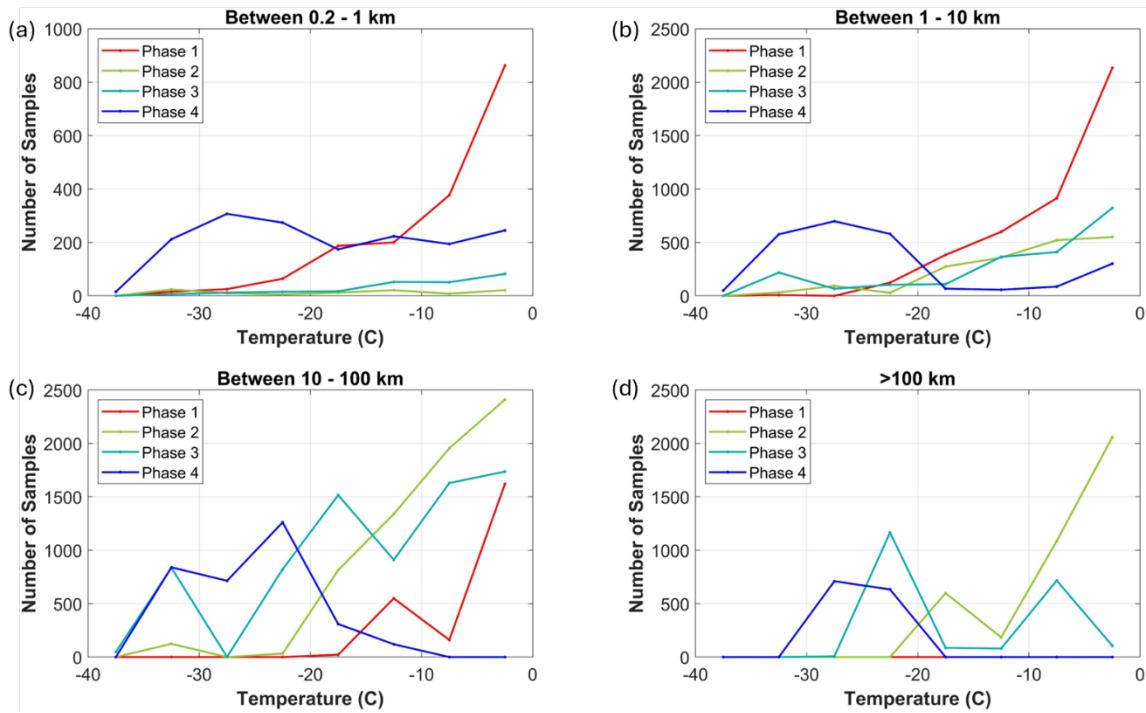 (a)
Between 0.2 - 1 km
1000
800
600
400
200
0
Number of Samples
Phase 1
Phase 2
Phase 3
Phase 4
-40
-30
-20
-10
0
Temperature (C)
(b)
Between 1 - 10 km
2500
2000
1500
1000
500
0
Number of Samples
Phase 1
Phase 2
Phase 3
Phase 4
-40
-30
-20
-10
0
Temperature (C)
(c)
Between 10 - 100 km
2500
2000
1500
1000
500
0
Number of Samples
Phase 1
Phase 2
Phase 3
Phase 4
-40
-30
-20
-10
0
Temperature (C)
(d)
>100 km
2500
2000
1500
1000
500
0
Number of Samples
Phase 1
Phase 2
Phase 3
Phase 4
-40
-30
-20
-10
0
Temperature (C)